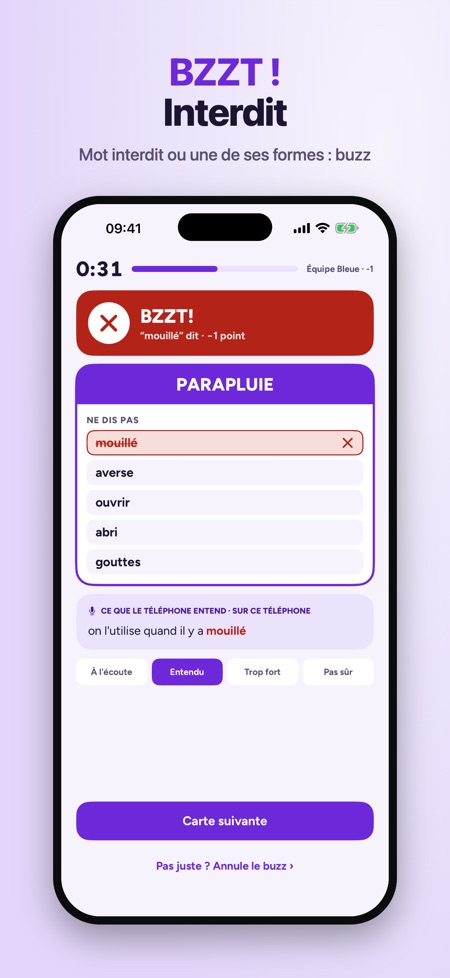 BZZT !
Interdit
Mot interdit ou une de ses formes : buzz
09:41
0:31
Équipe Bleue · -1
BZZT!
“mouillé” dit · −1 point
PARAPLUIE
NE DIS PAS
mouillé
averse
ouvrir
abri
gouttes
CE QUE LE TÉLÉPHONE ENTEND · SUR CE TÉLÉPHONE
on l'utilise quand il y a mouillé
À l'écoute
Entendu
Trop fort
Pas sûr
Carte suivante
Pas juste ? Annule le buzz ›